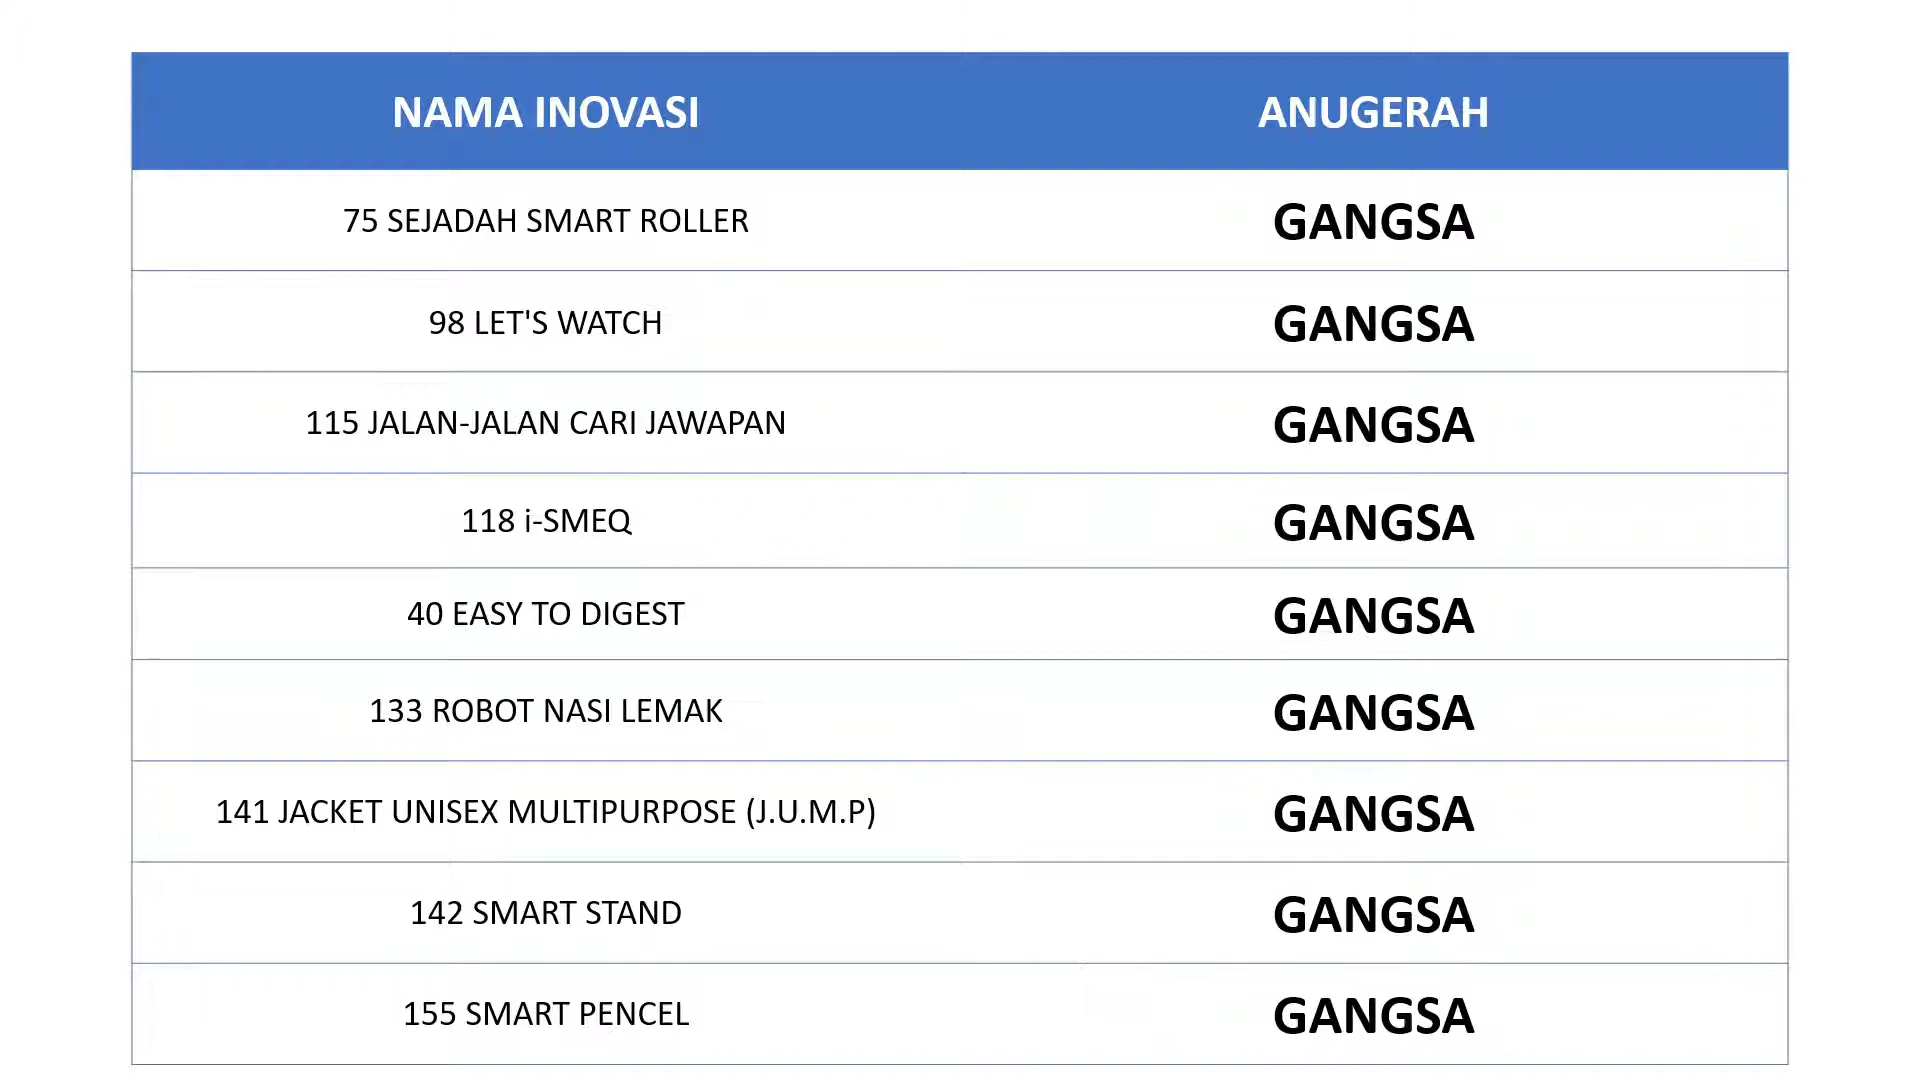 NAMA INOVASI ANUGERAH
75 SEJADAH SMART ROLLER GANGSA
98 LET'S WATCH GANGSA
115 JALAN-JALAN CARI JAWAPAN GANGSA
118 i-SMEQ GANGSA
40 EASY TO DIGEST GANGSA
133 ROBOT NASI LEMAK GANGSA
141 JACKET UNISEX MULTIPURPOSE (J.U.M.P) GANGSA
142 SMART STAND GANGSA
155 SMART PENCEL GANGSA